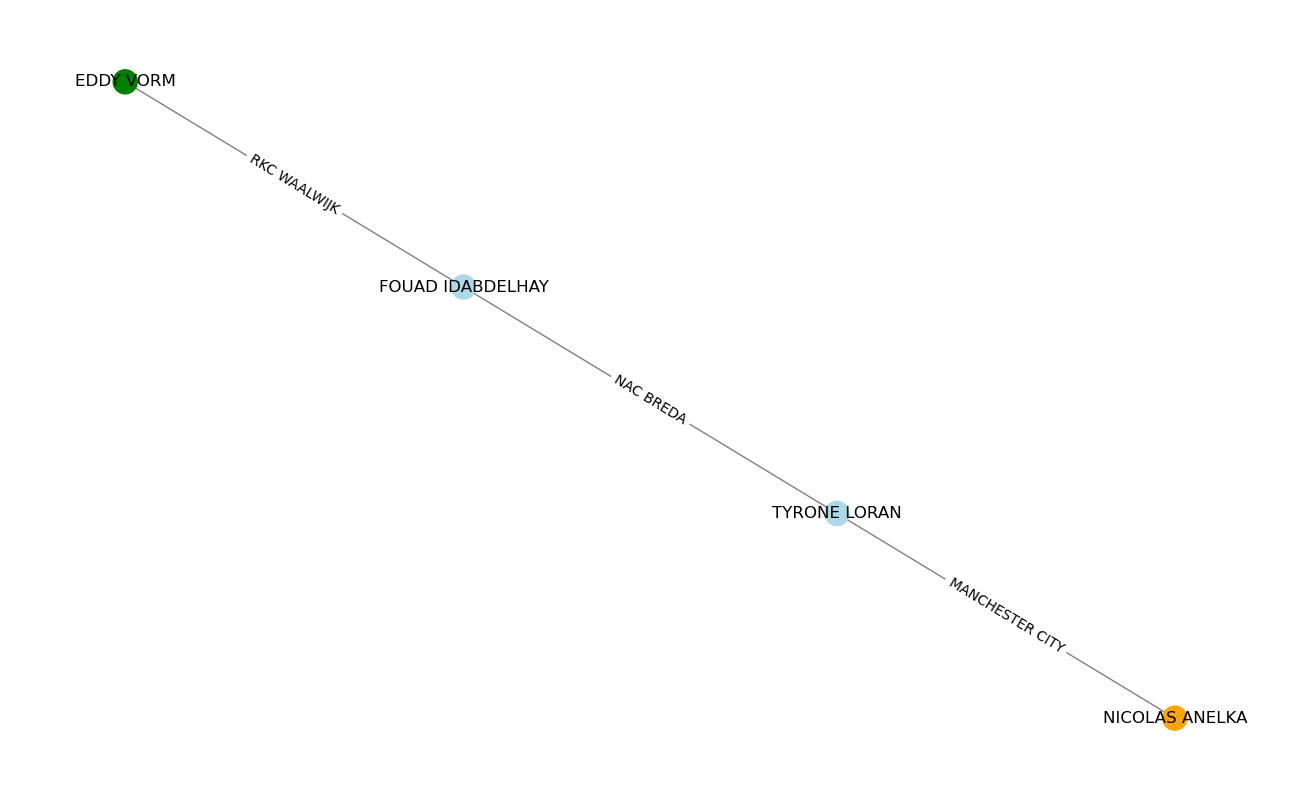 EDDY VORM
RKC WAALWIJK
FOUAD IDABDELHAY
NAC BREDA
TYRONE LORAN
MANCHESTER CITY
NICOLAS ANELKA